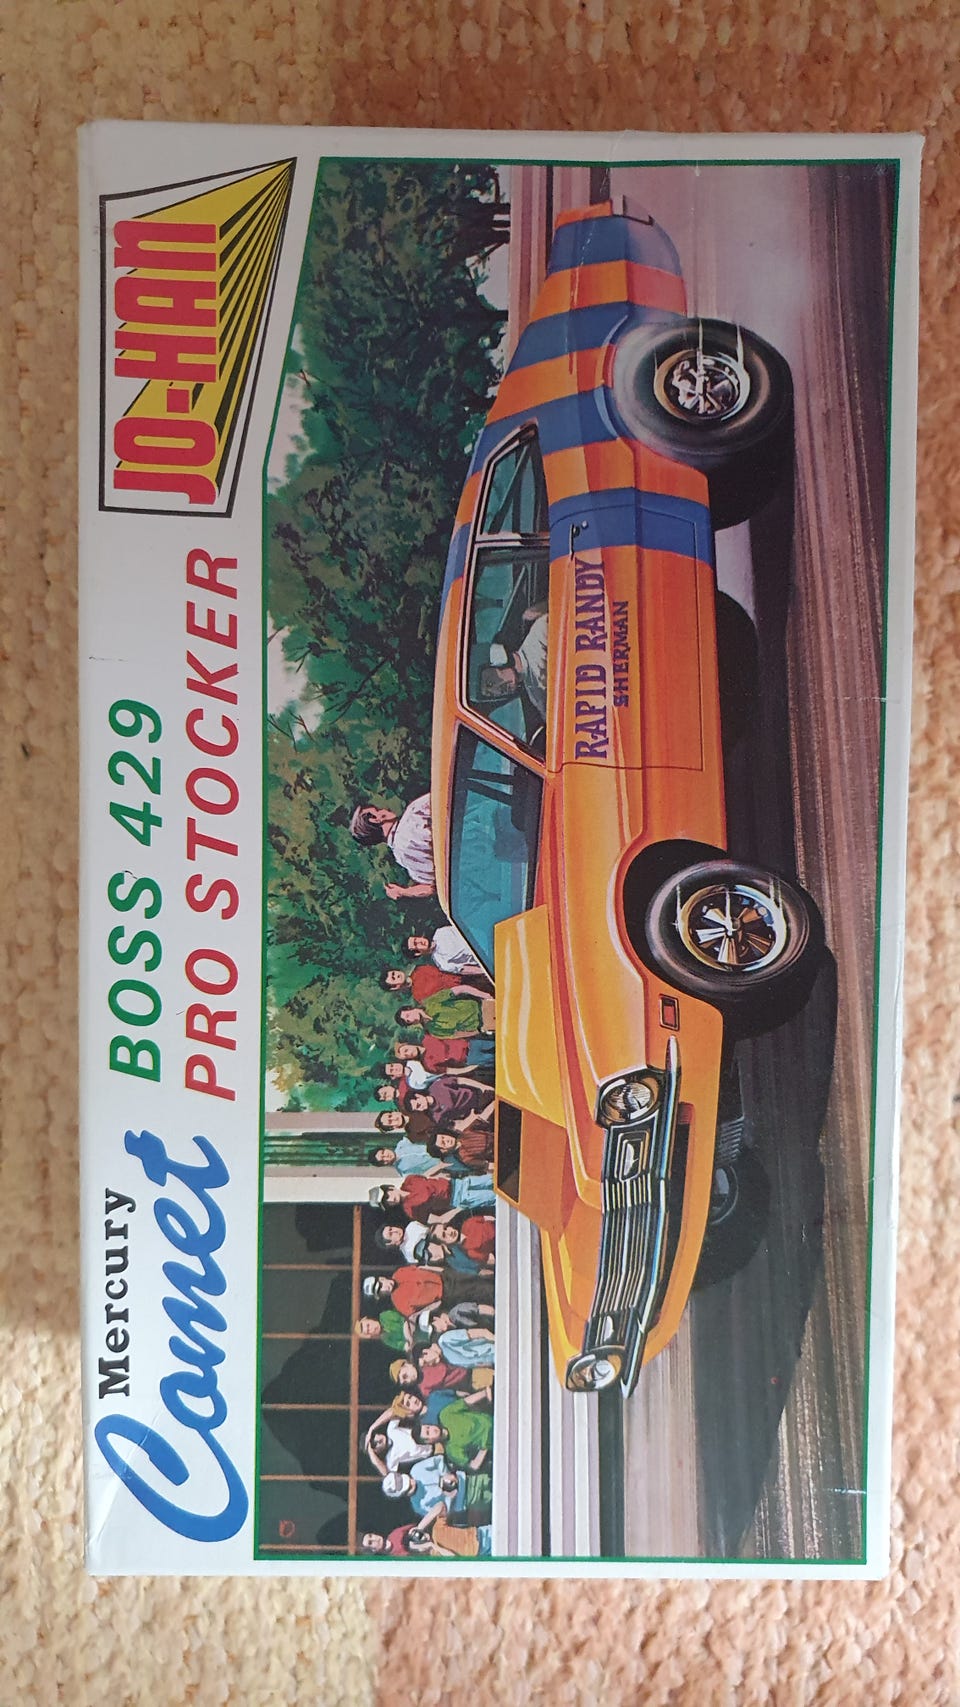 Mercury
Comet
BOSS 429
PRO STOCKER
JO-HAN
RAPID RANDY
SHERMAN